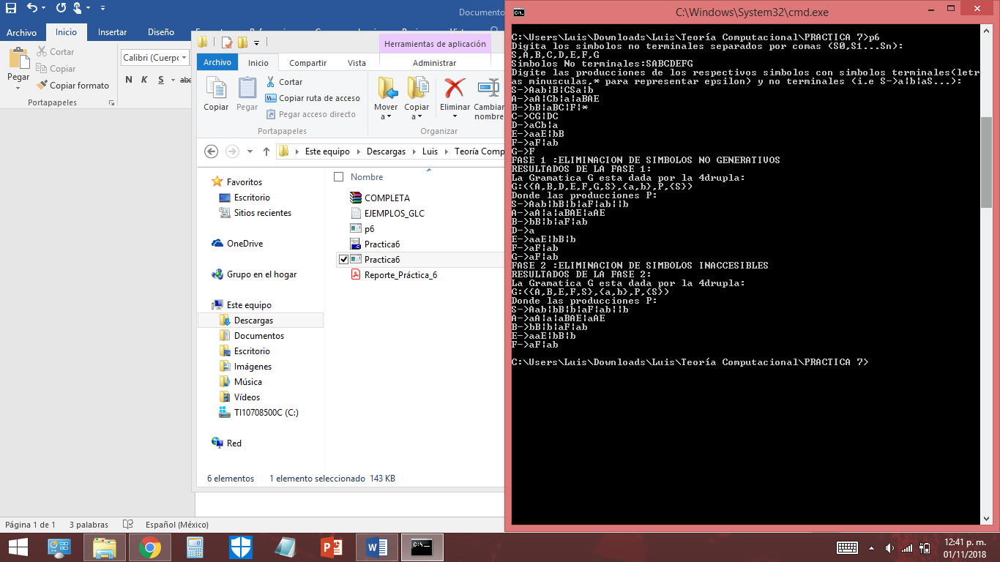 Documento
C:\Windows\System32\cmd.exe
Archivo
Inicio
Insertar
Diseño
Pegar
Cortar
Copiar
Copiar formato
Portapapeles
Calibri (Cuerpo
N K S
Herramientas de aplicación
Archivo
Inicio
Compartir
Vista
Administrar
Copiar
Pegar
Cortar
Copiar ruta de acceso
Pegar acceso directo
Mover a
Copiar a
Eliminar
Cambiar nombre
Portapapeles
Organizar
Este equipo
Descargas
Luis
Teoría Comp
Favoritos
Escritorio
Sitios recientes
OneDrive
Grupo en el hogar
Este equipo
Descargas
Documentos
Escritorio
Imágenes
Música
Vídeos
TI10708500C (C:)
Red
Nombre
COMPLETA
EJEMPLOS_GLC
p6
Practica6
Practica6
Reporte_Práctica_6
6 elementos
1 elemento seleccionado 143 KB
C:\Users\Luis\Downloads\Luis\Teoría Computacional\PRACTICA 7>p6
Digita los simbolos no terminales separados por comas (S0,S1...Sn):
S,A,B,C,D,E,F,G
Simbolos No terminales:SABCDEFG
Digite las producciones de los respectivos simbolos con simbolos terminales(letr
as minusculas,* para representar epsilon) y no terminales (i.e S->a|b|aS...):
S->Aab|B|CSa|b
A->aA|Cb|a|aBAE
B->bB|aBC|F|*
C->CG|DC
D->aCb|a
E->aaE|bB
F->aF|ab
G->F
FASE 1 :ELIMINACION DE SIMBOLOS NO GENERATIVOS
RESULTADOS DE LA FASE 1:
La Gramatica G esta dada por la 4drupla:
G:({A,B,D,E,F,G,S},{a,b},P,{S})
Donde las producciones P:
S->Aab|bB|b|aF|ab||b
A->aA|a|aBAE|aAE
B->bB|b|aF|ab
D->a
E->aaE|bB|b
F->aF|ab
G->aF|ab
FASE 2 :ELIMINACION DE SIMBOLOS INACCESIBLES
RESULTADOS DE LA FASE 2:
La Gramatica G esta dada por la 4drupla:
G:({A,B,E,F,S},{a,b},P,{S})
Donde las producciones P:
S->Aab|bB|b|aF|ab||b
A->aA|a|aBAE|aAE
B->bB|b|aF|ab
E->aaE|bB|b
F->aF|ab
C:\Users\Luis\Downloads\Luis\Teoría Computacional\PRACTICA 7>
Página 1 de 1
3 palabras
Español (México)
12:41 p. m.
01/11/2018